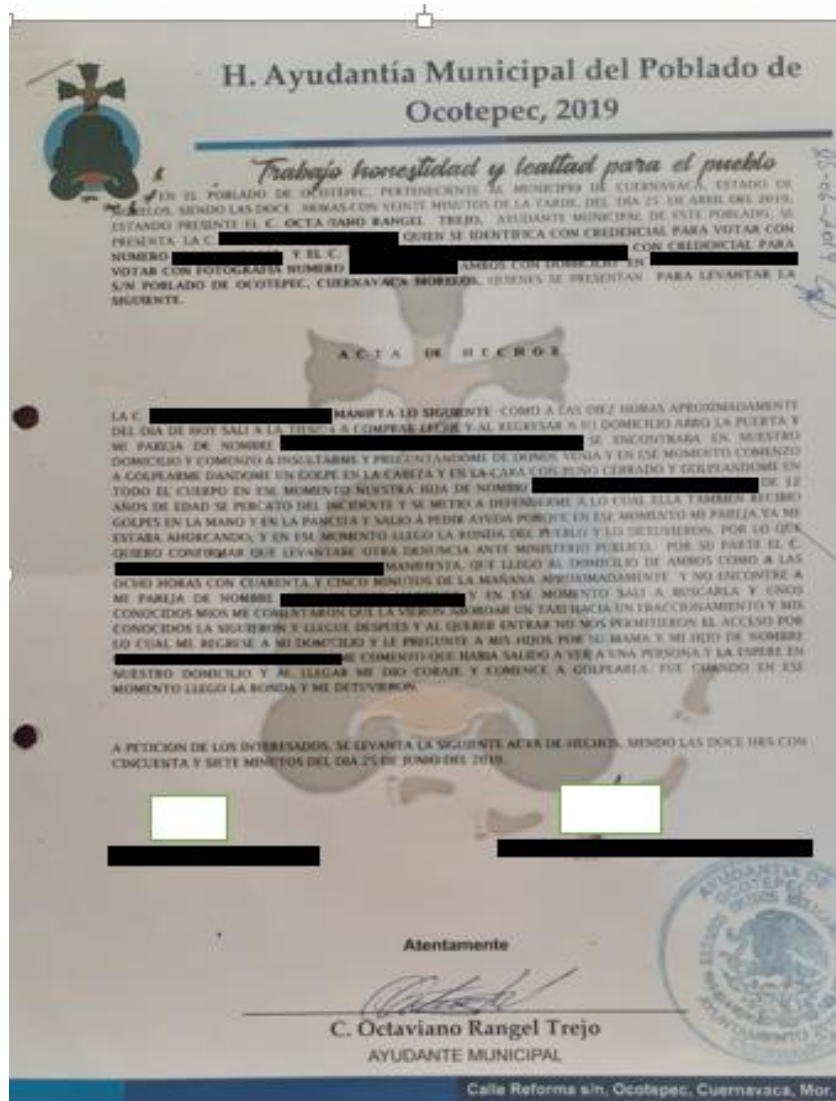 H. Ayudantía Municipal del Poblado de
Ocotepec, 2019
Trabajo honestidad y lealtad para el pueblo
EN EL POBLADO DE OCOTEPEC, PERTENECIENTE AL MUNICIPIO DE CUERNAVACA, ESTADO DE
MORELOS, SIENDO LAS DOCE HORAS CON VEINTE MINUTOS DE LA TARDE, DEL DIA 25 DE ABRIL DEL 2019,
ESTANDO PRESENTE EL C. OCTAVIANO RANGEL TREJO, AYUDANTE MUNICIPAL DE ESTE POBLADO, SE
PRESENTA LA C. QUIEN SE IDENTIFICA CON CREDENCIAL PARA VOTAR CON
NUMERO Y EL C. CON CREDENCIAL PARA
VOTAR CON FOTOGRAFIA NUMERO AMBOS CON DOMICILIO EN
S/N POBLADO DE OCOTEPEC, CUERNAVACA MORELOS, QUIENES SE PRESENTAN PARA LEVANTAR LA
SIGUIENTE.
ACTA DE HECHOS
LA C. MANIFTA LO SIGUIENTE COMO A LAS DIEZ HORAS APROXIMADAMENTE
DEL DIA DE HOY SALI A LA TIENDA A COMPRAR LECHE Y AL REGRESAR A MI DOMICILIO ABRO LA PUERTA Y
MI PAREJA DE NOMBRE SE ENCONTRABA EN NUESTRO
DOMICILIO Y COMENZO A INSULTARME Y PREGUNTANDOME DE DONDE VENIA Y EN ESE MOMENTO COMENZO
A GOLPEARME DANDOME UN GOLPE EN LA CABEZA Y EN LA CARA CON PUÑO CERRADO Y GOLPEANDOME EN
TODO EL CUERPO EN ESE MOMENTO NUESTRA HIJA DE NOMBRE DE 12
AÑOS DE EDAD SE PERCATO DEL INCIDENTE Y SE METIO A DEFENDERME A LO CUAL ELLA TAMBIEN RECIBIO
GOLPES EN LA MANO Y EN LA PANCITA Y SALIO A PEDIR AYUDA PORQUE EN ESE MOMENTO MI PAREJA YA ME
ESTABA AHORCANDO, Y EN ESE MOMENTO LLEGO LA RONDA DEL PUEBLO Y LO DETUVIERON. POR LO QUE
QUIERO CONFIRMAR QUE LEVANTARE OTRA DENUNCIA ANTE MINISTERIO PUBLICO. POR SU PARTE EL C.
MANIFIESTA, QUE LLEGO AL DOMICILIO DE AMBOS COMO A LAS
OCHO HORAS CON CUARENTA Y CINCO MINUTOS DE LA MAÑANA APROXIMADAMENTE Y NO ENCONTRE A
MI PAREJA DE NOMBRE Y EN ESE MOMENTO SALI A BUSCARLA Y UNOS
CONOCIDOS MIOS ME COMENTARON QUE LA VIERON ABORDAR UN TAXI HACIA UN FRACCIONAMIENTO Y MIS
CONOCIDOS LA SIGUIERON Y LLEGUE DESPUES Y AL QUERER ENTRAR NO NOS PERMITIERON EL ACCESO POR
LO CUAL ME REGRESE A MI DOMICILIO Y LE PREGUNTE A MIS HIJOS POR SU MAMA Y MI HIJO DE NOMBRE
ME COMENTO QUE HABIA SALIDO A VER A UNA PERSONA Y LA ESPERE EN
NUESTRO DOMICILIO Y AL LLEGAR ME DIO CORAJE Y COMENCE A GOLPEARLA. FUE CUANDO EN ESE
MOMENTO LLEGO LA RONDA Y ME DETUVIERON.
A PETICION DE LOS INTERESADOS, SE LEVANTA LA SIGUIENTE ACTA DE HECHOS, SIENDO LAS DOCE HRS CON
CINCUENTA Y SIETE MINUTOS DEL DIA 25 DE JUNIO DEL 2019.
Atentamente
C. Octaviano Rangel Trejo
AYUDANTE MUNICIPAL
AYUDANTIA DE
OCOTEPEC
Calle Reforma s/n, Ocotepec, Cuernavaca, Mor.